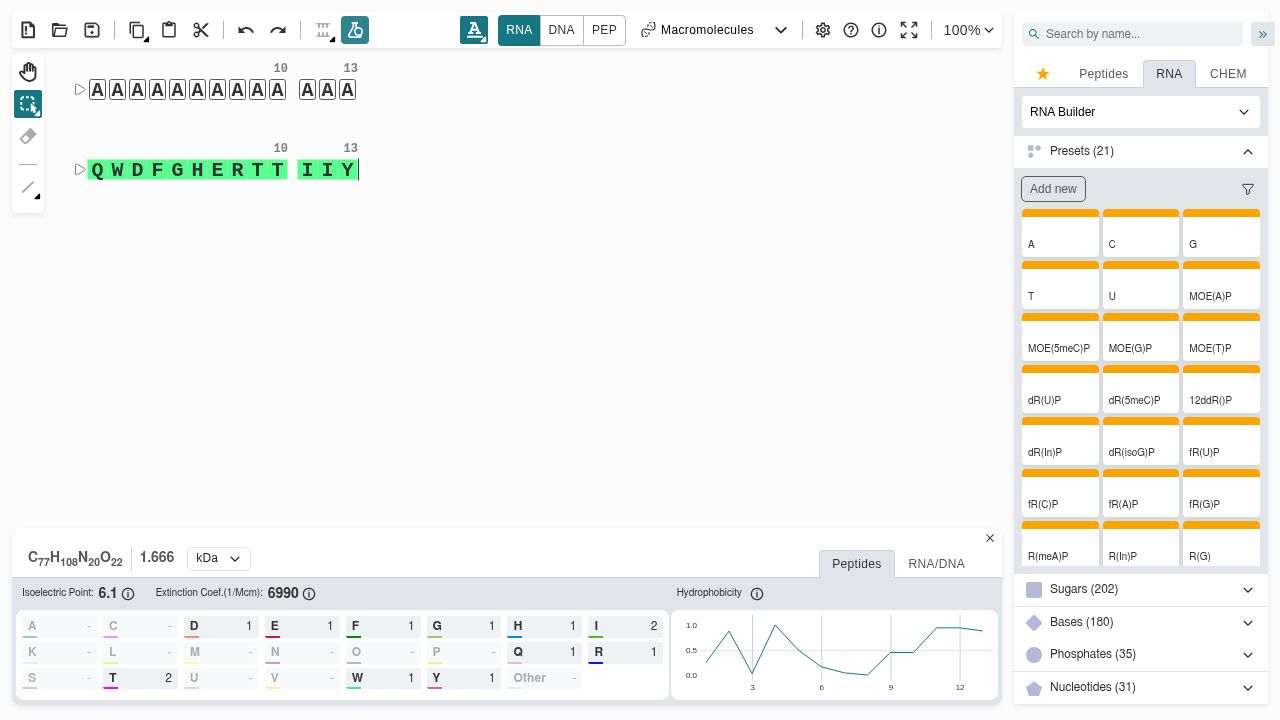 A RNA DNA PEP Macromolecules 100%
Search by name...
Peptides RNA CHEM
RNA Builder
Presets (21)
Add new
A C G
T U MOE(A)P
MOE(5meC)P MOE(G)P MOE(T)P
dR(U)P dR(5meC)P 12ddR()P
dR(In)P dR(isoG)P fR(U)P
fR(C)P fR(A)P fR(G)P
R(meA)P R(In)P R(G)
Sugars (202)
Bases (180)
Phosphates (35)
Nucleotides (31)
10 13
A A A A A A A A A A A A A
10 13
Q W D F G H E R T T I I Y
C77H108N20O22 1.666 kDa
Peptides RNA/DNA
Isoelectric Point: 6.1 Extinction Coef.(1/Mcm): 6990 Hydrophobicity
A - C - D 1 E 1 F 1 G 1 H 1 I 2
K - L - M - N - O - P - Q 1 R 1
S - T 2 U - V - W 1 Y 1 Other -
1.0
0.5
0.0
3 6 9 12